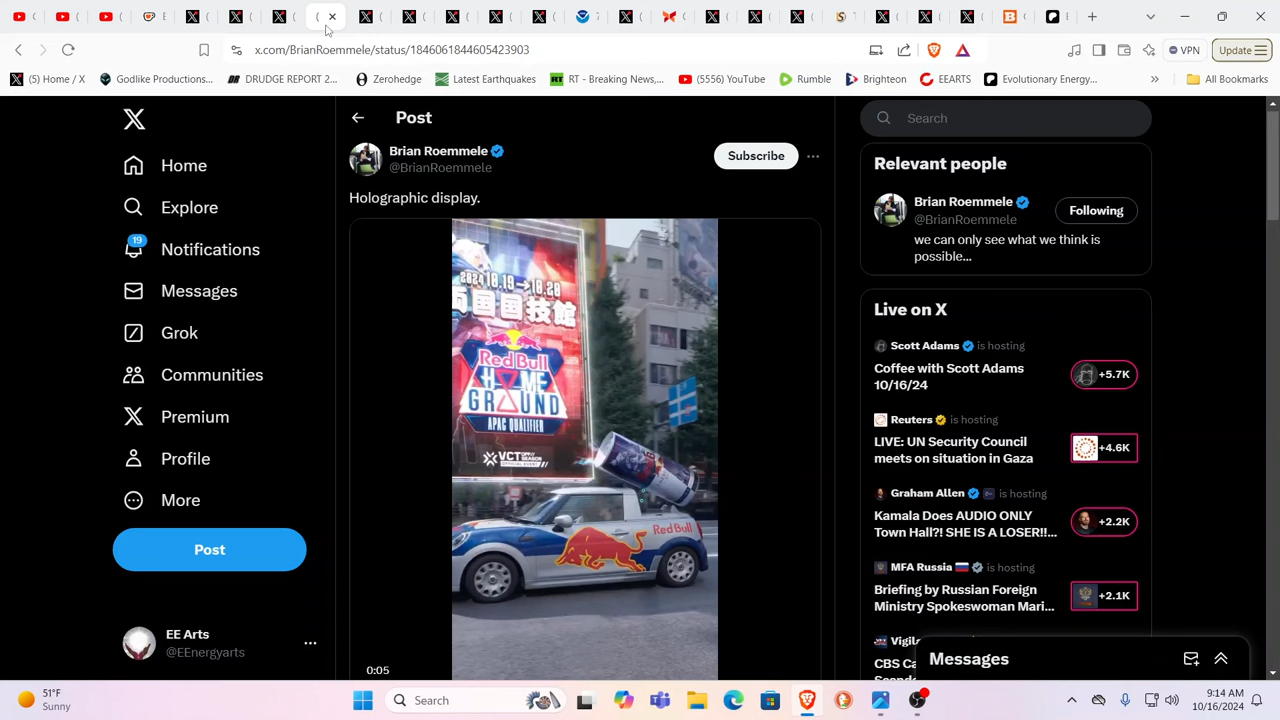 VPN
Update
x.com/BrianRoemmele/status/1846061844605423903
(5) Home / X
Godlike Productions...
DRUDGE REPORT 2...
Zerohedge
Latest Earthquakes
RT - Breaking News,...
(5556) YouTube
Rumble
Brighteon
EEARTS
Evolutionary Energy...
All Bookmarks
Home
Explore
19
Notifications
Messages
Grok
Communities
Premium
Profile
More
Post
EE Arts
@EEnergyarts
Post
Brian Roemmele
@BrianRoemmele
Subscribe
Holographic display.
2024 10.19→10.20
両国国技館
Red Bull
HOME
GROUND
APAC QUALIFIER
VCT OFF//SEASON
OFFICIAL EVENT
Red Bull
0:05
Search
Relevant people
Brian Roemmele
@BrianRoemmele
Following
we can only see what we think is
possible...
Live on X
Scott Adams is hosting
Coffee with Scott Adams
10/16/24
+5.7K
Reuters is hosting
LIVE: UN Security Council
meets on situation in Gaza
+4.6K
Graham Allen is hosting
Kamala Does AUDIO ONLY
Town Hall?! SHE IS A LOSER!!...
+2.2K
MFA Russia is hosting
Briefing by Russian Foreign
Ministry Spokeswoman Mari...
+2.1K
Vigil
CBS Ca
Messages
51°F
Sunny
Search
9:14 AM
10/16/2024